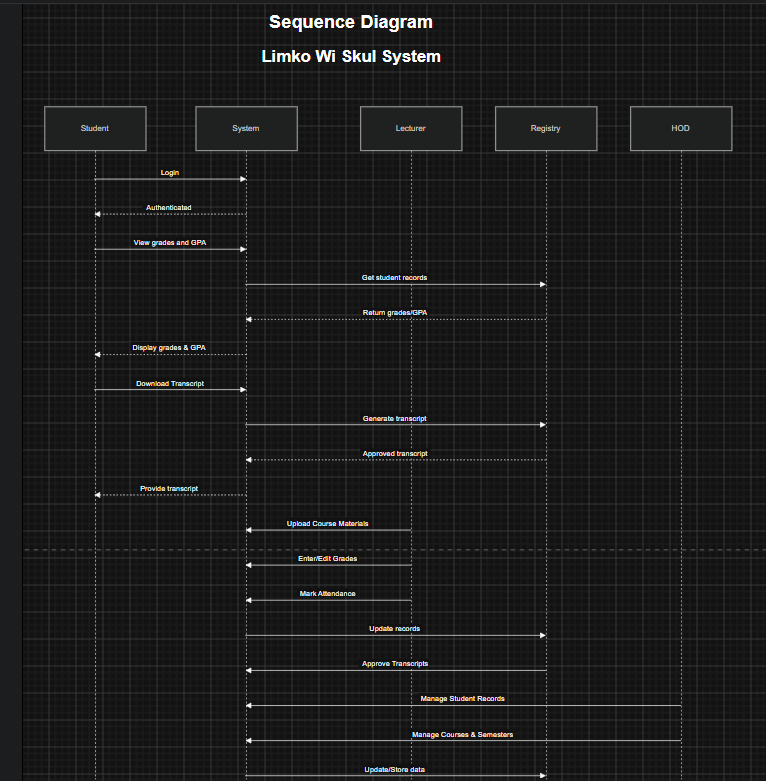 Sequence Diagram
Limko Wi Skul System
Student
System
Lecturer
Registry
HOD
Login
Authenticated
View grades and GPA
Get student records
Return grades/GPA
Display grades & GPA
Download Transcript
Generate transcript
Approved transcript
Provide transcript
Upload Course Materials
Enter/Edit Grades
Mark Attendance
Update records
Approve Transcripts
Manage Student Records
Manage Courses & Semesters
Update/Store data